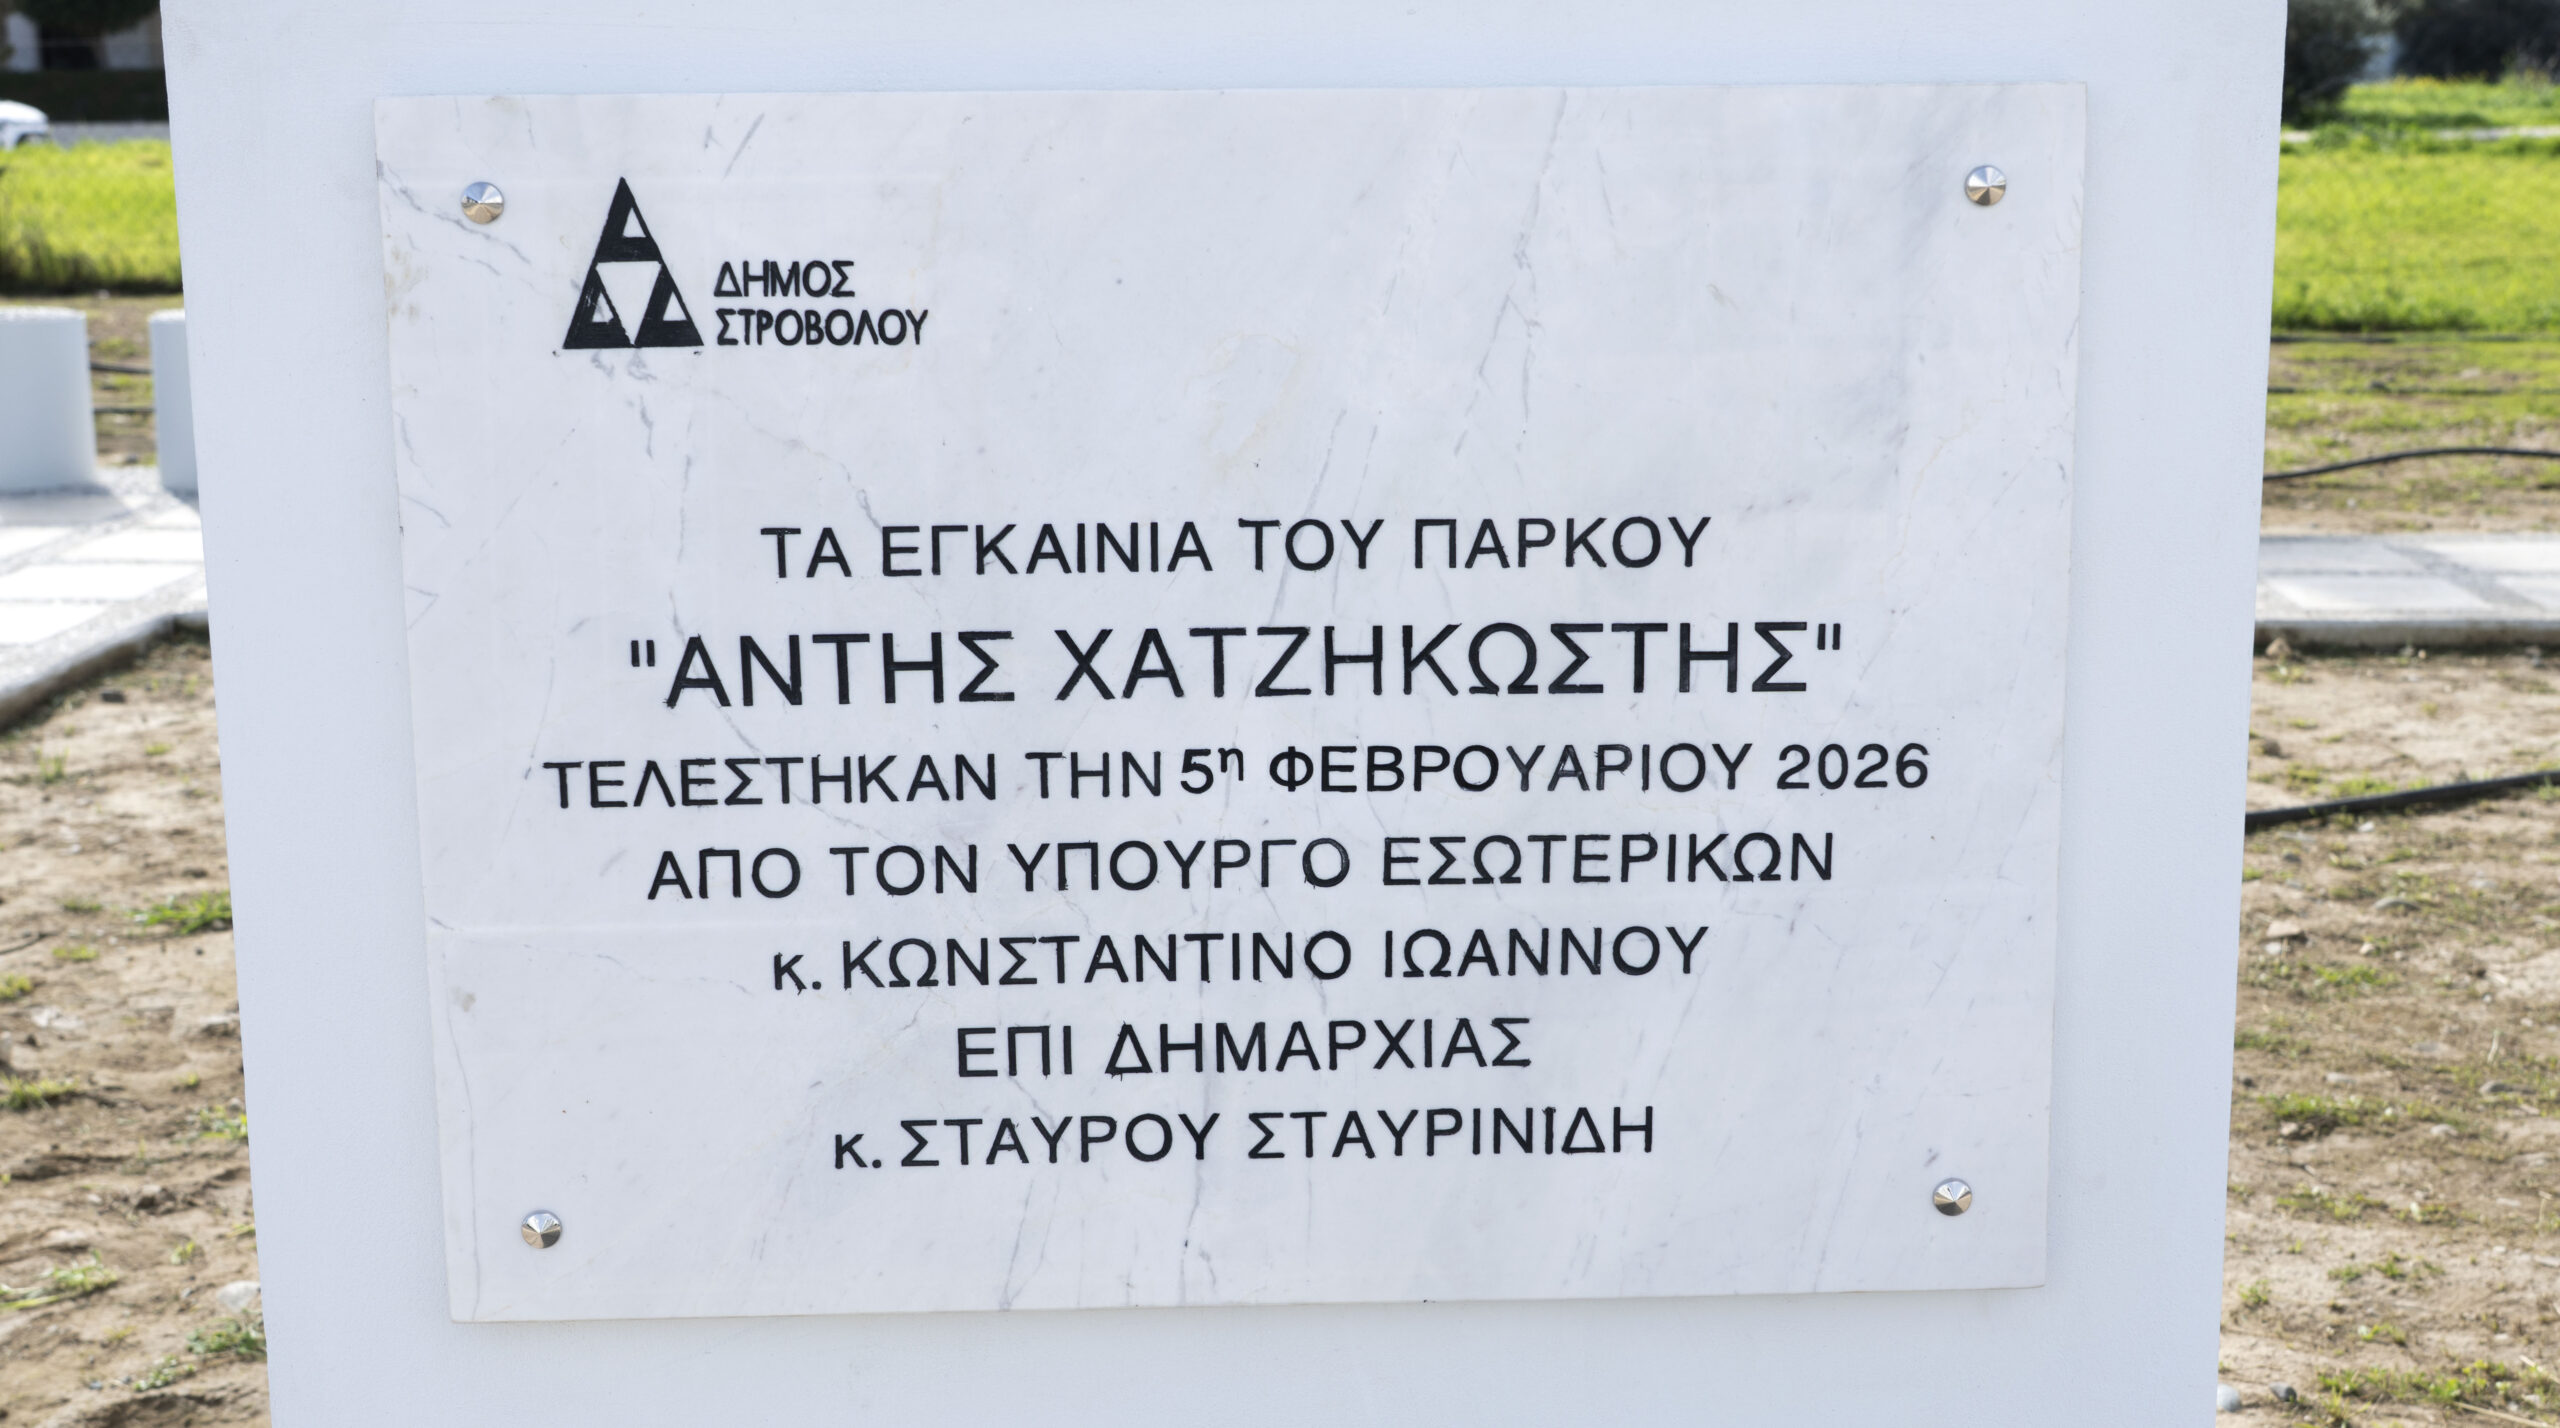 ΔΗΜΟΣ
ΣΤΡΟΒΟΛΟΥ
ΤΑ ΕΓΚΑΙΝΙΑ ΤΟΥ ΠΑΡΚΟΥ
"ΑΝΤΗΣ ΧΑΤΖΗΚΩΣΤΗΣ"
ΤΕΛΕΣΤΗΚΑΝ ΤΗΝ 5η ΦΕΒΡΟΥΑΡΙΟΥ 2026
ΑΠΟ ΤΟΝ ΥΠΟΥΡΓΟ ΕΣΩΤΕΡΙΚΩΝ
κ. ΚΩΝΣΤΑΝΤΙΝΟ ΙΩΑΝΝΟΥ
ΕΠΙ ΔΗΜΑΡΧΙΑΣ
κ. ΣΤΑΥΡΟΥ ΣΤΑΥΡΙΝΙΔΗ